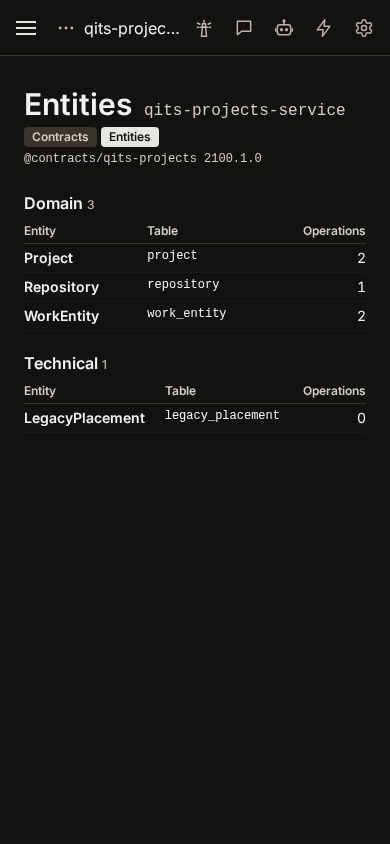 ··· qits-projec...
Entities qits-projects-service
Contracts Entities
@contracts/qits-projects 2100.1.0
Domain 3
Entity Table Operations
Project project 2
Repository repository 1
WorkEntity work_entity 2
Technical 1
Entity Table Operations
LegacyPlacement legacy_placement 0